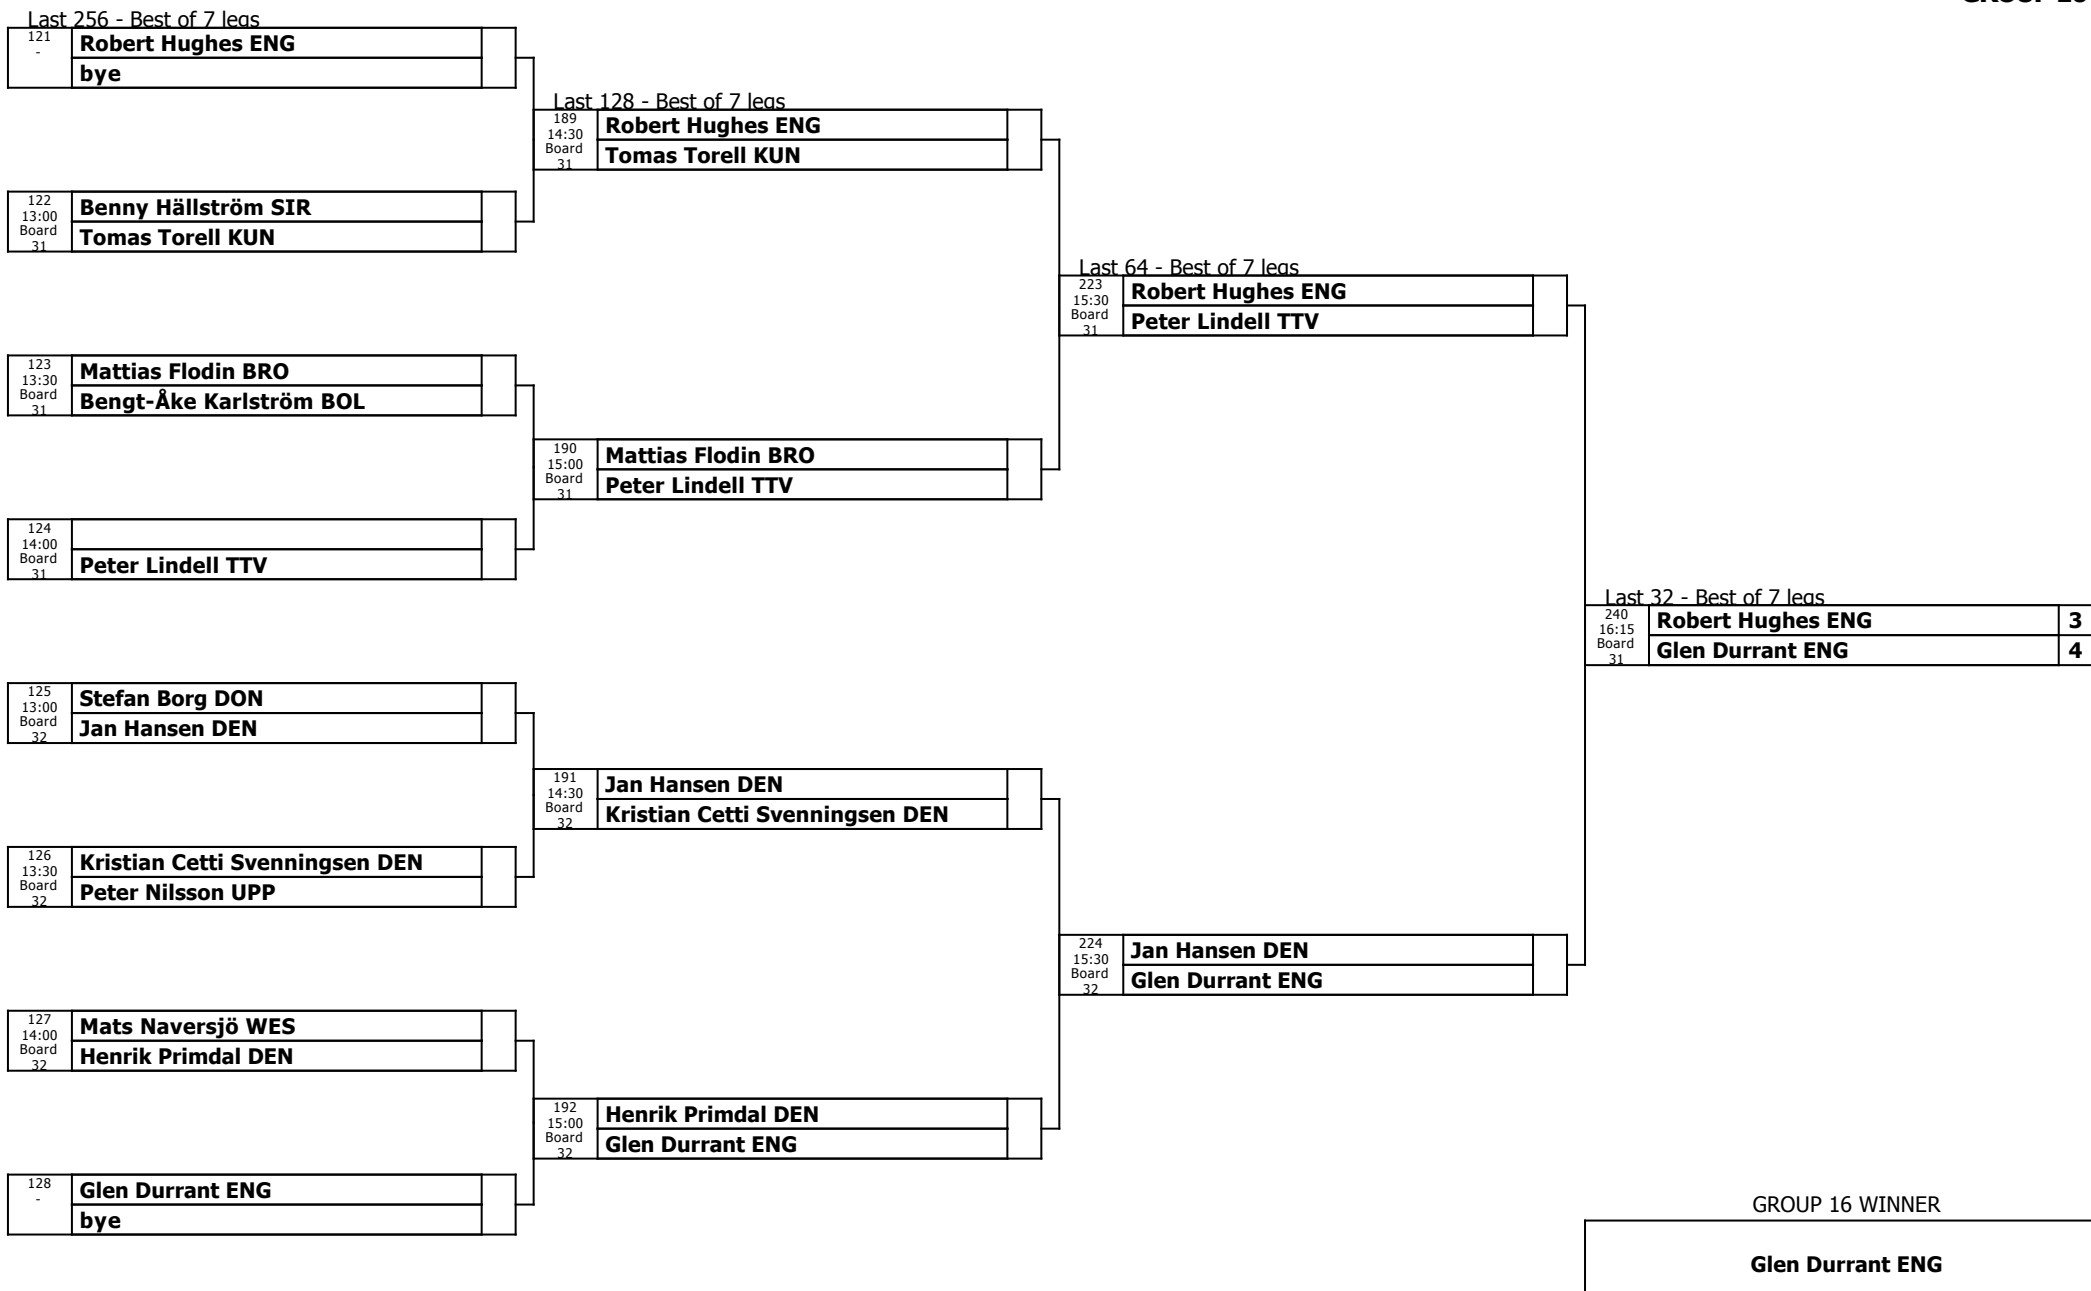 Last 256 - Best of 7 legs
121
-
Robert Hughes ENG
bye
122
13:00
Board
31
Benny Hällström SIR
Tomas Torell KUN
123
13:30
Board
31
Mattias Flodin BRO
Bengt-Åke Karlström BOL
124
14:00
Board
31
Peter Lindell TTV
125
13:00
Board
32
Stefan Borg DON
Jan Hansen DEN
126
13:30
Board
32
Kristian Cetti Svenningsen DEN
Peter Nilsson UPP
127
14:00
Board
32
Mats Naversjö WES
Henrik Primdal DEN
128
-
Glen Durrant ENG
bye
Last 128 - Best of 7 legs
189
14:30
Board
31
Robert Hughes ENG
Tomas Torell KUN
190
15:00
Board
31
Mattias Flodin BRO
Peter Lindell TTV
191
14:30
Board
32
Jan Hansen DEN
Kristian Cetti Svenningsen DEN
192
15:00
Board
32
Henrik Primdal DEN
Glen Durrant ENG
Last 64 - Best of 7 legs
223
15:30
Board
31
Robert Hughes ENG
Peter Lindell TTV
224
15:30
Board
32
Jan Hansen DEN
Glen Durrant ENG
Last 32 - Best of 7 legs
240
16:15
Board
31
Robert Hughes ENG 3
Glen Durrant ENG 4
GROUP 16 WINNER
Glen Durrant ENG